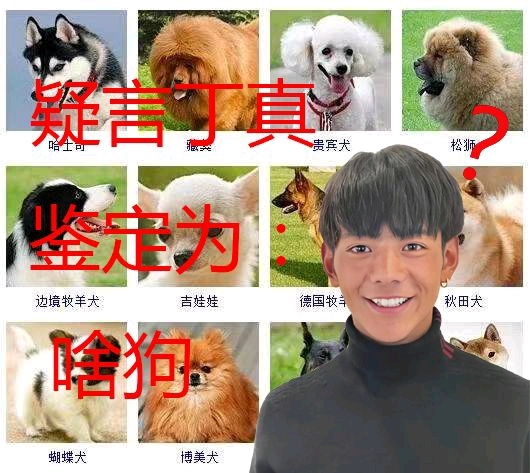 疑言丁真
哈士奇 藏獒 贵宾犬 松狮
?
鉴定为：
边境牧羊犬 吉娃娃 德国牧羊 秋田犬
啥狗
蝴蝶犬 博美犬